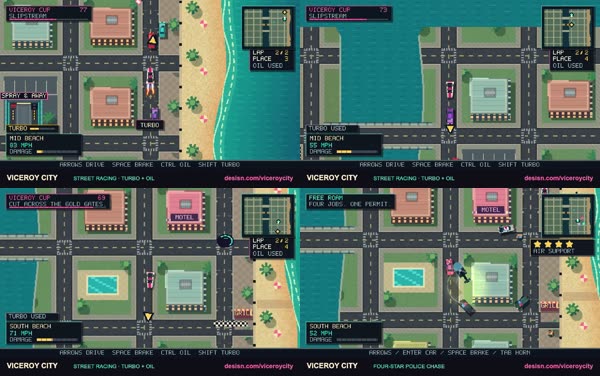 VICEROY CUP 77
SLIPSTREAM
LAP 2/2
PLACE 3
OIL USED
SPRAY & AWAY
TURBO
TURBO
MID BEACH
83 MPH
DAMAGE
ARROWS DRIVE SPACE BRAKE CTRL OIL SHIFT TURBO
VICEROY CITY
STREET RACING · TURBO + OIL
desisn.com/viceroycity
VICEROY CUP 73
SLIPSTREAM
LAP 2/2
PLACE 4
OIL USED
TURBO USED
MID BEACH
55 MPH
DAMAGE
ARROWS DRIVE SPACE BRAKE CTRL OIL SHIFT TURBO
VICEROY CITY
STREET RACING · TURBO + OIL
desisn.com/viceroycity
VICEROY CUP 69
CUT ACROSS THE GOLD GATES.
MOTEL
LAP 2/2
PLACE 4
OIL USED
TURBO USED
SOUTH BEACH
71 MPH
DAMAGE
ARROWS DRIVE SPACE BRAKE CTRL OIL SHIFT TURBO
VICEROY CITY
STREET RACING · TURBO + OIL
desisn.com/viceroycity
FREE ROAM
FOUR JOBS. ONE PERMIT.
MOTEL
AIR SUPPORT
SOUTH BEACH
52 MPH
DAMAGE
ARROWS / ENTER CAR / SPACE BRAKE / TAB HORN
VICEROY CITY
FOUR-STAR POLICE CHASE
desisn.com/viceroycity